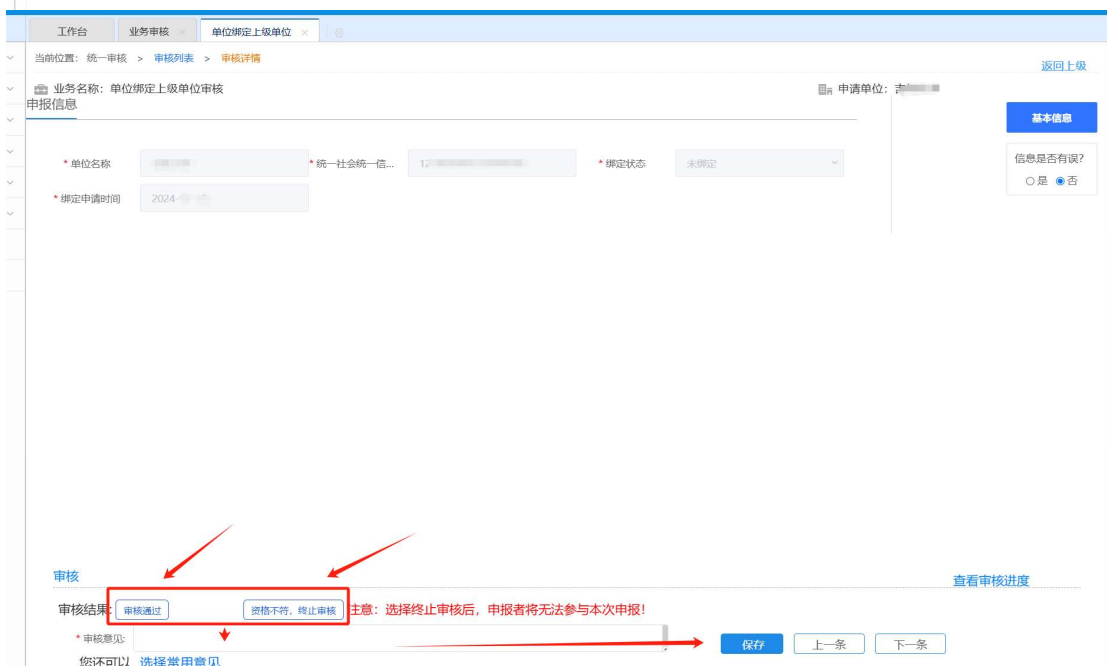 工作台 业务审核 × 单位绑定上级单位 ×
当前位置: 统一审核 > 审核列表 > 审核详情
返回上级
业务名称: 单位绑定上级单位审核 申请单位: 吉
申报信息
基本信息
* 单位名称 * 统一社会统一信... 12 * 绑定状态 未绑定
信息是否有误?
是 否
* 绑定申请时间 2024-
审核
查看审核进度
审核结果: 审核通过 资格不符, 终止审核 注意: 选择终止审核后, 申报者将无法参与本次申报!
* 审核意见:
保存 上一条 下一条
您还可以 选择常用意见